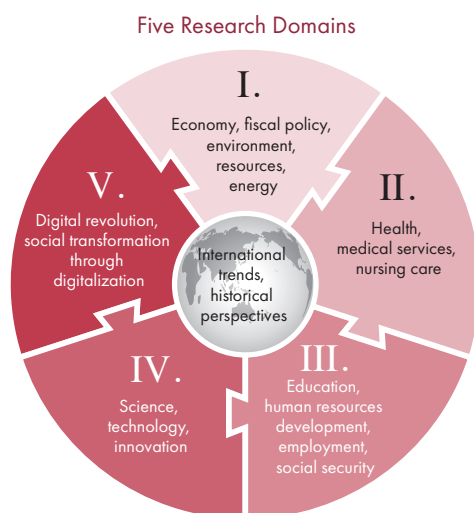 Five Research Domains
I.
Economy, fiscal policy,
environment,
resources,
energy
II.
Health,
medical services,
nursing care
III.
Education,
human resources
development,
employment,
social security
IV.
Science,
technology,
innovation
V.
Digital revolution,
social transformation
through
digitalization
International
trends,
historical
perspectives